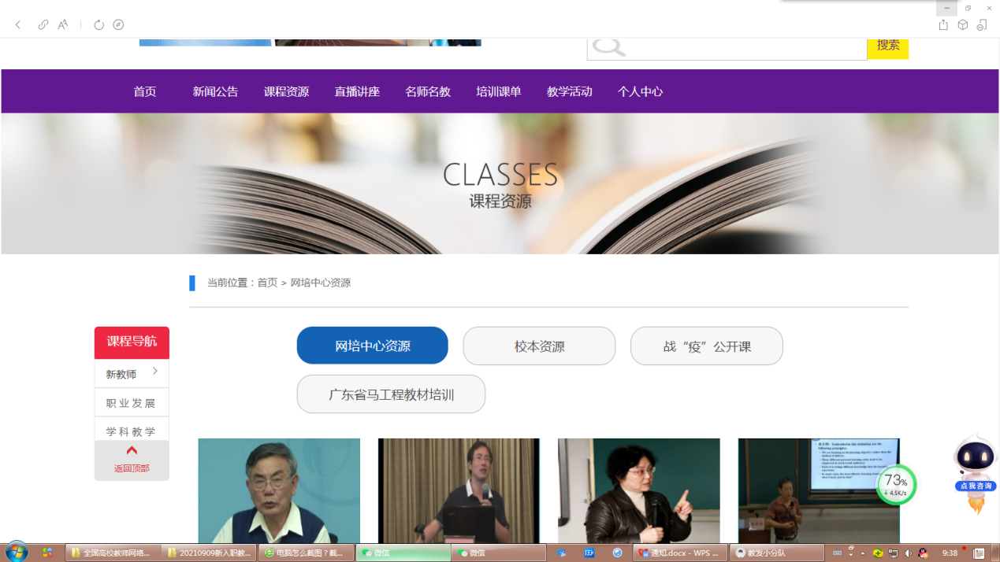 搜索
首页 新闻公告 课程资源 直播讲座 名师名教 培训课单 教学活动 个人中心
CLASSES
课程资源
当前位置：首页 > 网培中心资源
课程导航
新教师
职业发展
学科教学
返回顶部
网培中心资源 校本资源 战“疫”公开课
广东省马工程教材培训
73%
4.5K/s
点我咨询
全国高校教师网络... 20210909新入职教... 电脑怎么截图？截... 微信 微信 通知.docx - WPS ... 教发小分队 9:38